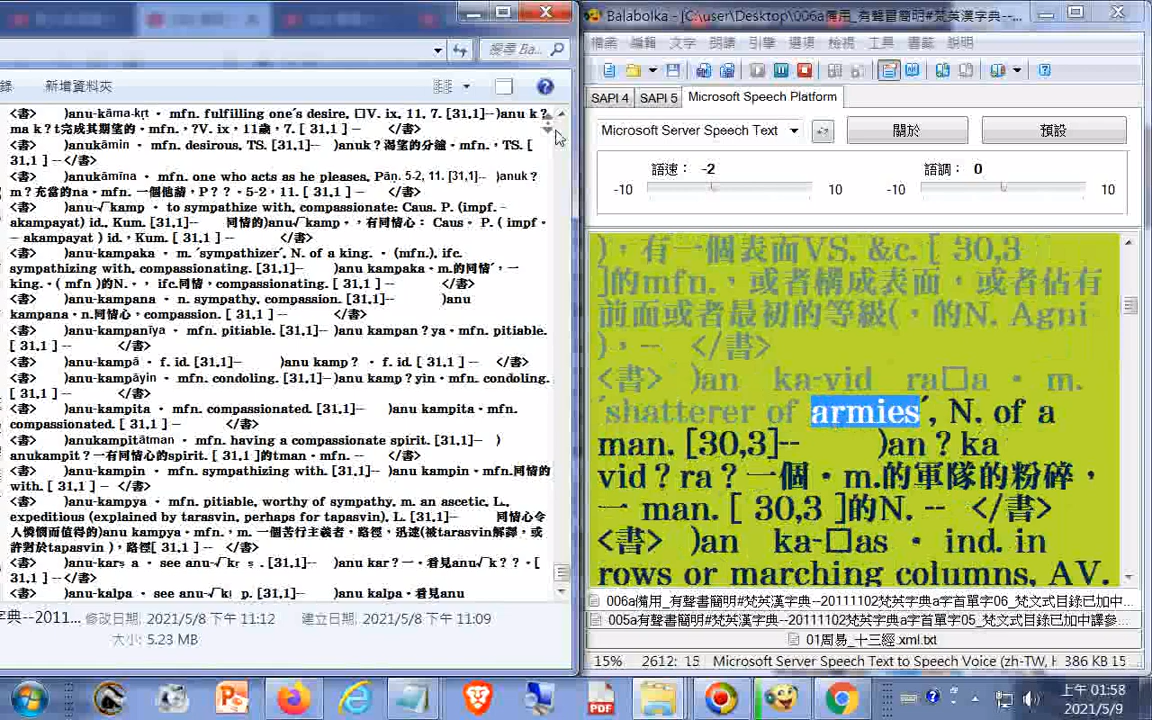 搜尋 Ba...
錄 新增資料夾
<書> )anu-kāma-kṛt • mfn. fulfilling one's desire, □V. ix, 11, 7. [31,1]-- )anu k ?
ma k ? t完成其期望的 • mfn. , ?V. ix , 11歲 , 7. [ 31,1 ] -- </書>
<書> )anukāmin • mfn. desirous, TS. [31,1]-- )anuk ? 渴望的分鐘 • mfn. , TS. [
31,1 ] -- </書>
<書> )anukāmīna • mfn. one who acts as he pleases, Pāṇ. 5-2, 11. [31,1]-- )anuk ?
m ? 充當的na • mfn. 一個他請 , P ? ? • 5-2 , 11. [ 31,1 ] -- </書>
<書> )anu-√kamp • to sympathize with, compassionate: Caus. P. (impf.
- akampayat) id., Kum. [31,1]-- 同情的)anu√kamp • , 有同情心 : Caus • P. ( impf •
- akampayat ) id , Kum. [ 31,1 ] -- </書>
<書> )anu-kampaka • m. 'sympathizer', N. of a king. • (mfn.), ifc.
sympathizing with, compassionating. [31,1]-- )anu kampaka • m.的同情' , 一
king. • ( mfn )的N. , ifc.同情 , compassionating. [ 31,1 ] -- </書>
<書> )anu-kampana • n. sympathy, compassion. [31,1]-- )anu
kampana • n.同情心 , compassion. [ 31,1 ] -- </書>
<書> )anu-kampanīya • mfn. pitiable. [31,1]-- )anu kampan ? ya • mfn. pitiable.
[ 31,1 ] -- </書>
<書> )anu-kampā • f. id. [31,1]-- )anu kamp ? • f. id. [ 31,1 ] -- </書>
<書> )anu-kampāyin • mfn. condoling. [31,1]-- )anu kamp ? yin • mfn. condoling.
[ 31,1 ] -- </書>
<書> )anu-kampita • mfn. compassionated. [31,1]-- )anu kampita • mfn.
compassionated. [ 31,1 ] -- </書>
<書> )anukampitātman • mfn. having a compassionate spirit. [31,1]-- )
anukampit ? 一有同情心的spirit. [ 31,1 ]的tman • mfn. -- </書>
<書> )anu-kampin • mfn. sympathizing with. [31,1]-- )anu kampin • mfn.同情的
with. [ 31,1 ] -- </書>
<書> )anu-kampya • mfn. pitiable, worthy of sympathy, m. an ascetic, L.,
expeditious (explained by tarasvin, perhaps for tapasvin), L. [31,1]-- 同情心令
人憐憫而值得的)anu kampya • mfn. , m. 一個苦行主義者 , 路徑 , 迅速(被tarasvin解譯 , 或
許對於tapasvin ) , 路徑[ 31,1 ] -- </書>
<書> )anu-karṣ a • see anu-√kṛ ṣ . [31,1]-- )anu kar ? 一 • 看見anu√k ? ? • [
31,1 ] --</書>
<書> )anu-kalpa • see anu-√kḷ p. [31,1]-- )anu kalpa • 看見anu
字典--2011... 修改日期: 2021/5/8 下午 11:12 建立日期: 2021/5/8 下午 11:09
大小: 5.23 MB
Balabolka - [C:\user\Desktop\006a備用_有聲書簡明#梵英漢字典--...
檔案 編輯 文字 朗讀 引擎 選項 檢視 工具 書籤 說明
SAPI 4 SAPI 5 Microsoft Speech Platform
Microsoft Server Speech Text 關於 預設
語速: -2 語調: 0
-10 10 -10 10
) , 有一個表面VS. &c. [ 30,3
]的mfn. , 或者構成表面 , 或者佔有
前面或者最初的等級( , 的N. Agni
) , -- </書>
<書> )an ka-vid ra□a • m.
'shatterer of armies', N. of a
man. [30,3]-- )an ? ka
vid ? ra ? 一個 • m.的軍隊的粉碎 ,
一 man. [ 30,3 ]的N. -- </書>
<書> )an ka-□as • ind. in
rows or marching columns, AV.
006a備用_有聲書簡明#梵英漢字典--20111102梵英字典a字首單字06_梵文式目錄已加中...
005a有聲書簡明#梵英漢字典--20111102梵英字典a字首單字05_梵文式目錄已加中譯參...
01周易_十三經.xml.txt
15% 2612: 15 Microsoft Server Speech Text to Speech Voice (zh-TW, H 386 KB 15
上午 01:58
2021/5/9